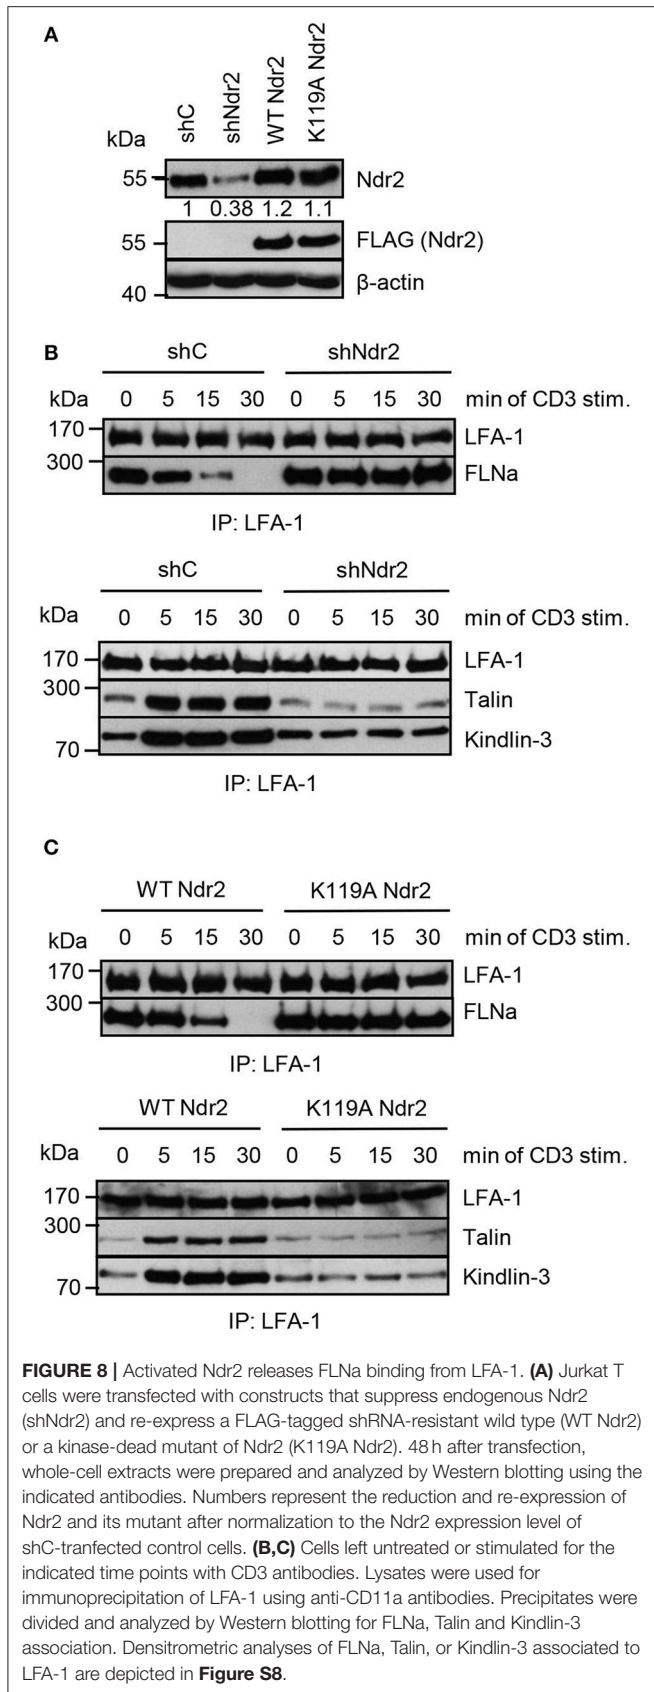 A
shC
shNdr2
WT Ndr2
K119A Ndr2
kDa
55 Ndr2
1 0.38 1.2 1.1
55 FLAG (Ndr2)
40 β-actin
B
shC shNdr2
kDa 0 5 15 30 0 5 15 30 min of CD3 stim.
170 LFA-1
300 FLNa
IP: LFA-1
shC shNdr2
kDa 0 5 15 30 0 5 15 30 min of CD3 stim.
170 LFA-1
300 Talin
70 Kindlin-3
IP: LFA-1
C
WT Ndr2 K119A Ndr2
kDa 0 5 15 30 0 5 15 30 min of CD3 stim.
170 LFA-1
300 FLNa
IP: LFA-1
WT Ndr2 K119A Ndr2
kDa 0 5 15 30 0 5 15 30 min of CD3 stim.
170 LFA-1
300 Talin
70 Kindlin-3
IP: LFA-1
FIGURE 8 | Activated Ndr2 releases FLNa binding from LFA-1. (A) Jurkat T
cells were transfected with constructs that suppress endogenous Ndr2
(shNdr2) and re-express a FLAG-tagged shRNA-resistant wild type (WT Ndr2)
or a kinase-dead mutant of Ndr2 (K119A Ndr2). 48 h after transfection,
whole-cell extracts were prepared and analyzed by Western blotting using the
indicated antibodies. Numbers represent the reduction and re-expression of
Ndr2 and its mutant after normalization to the Ndr2 expression level of
shC-tranfected control cells. (B,C) Cells left untreated or stimulated for the
indicated time points with CD3 antibodies. Lysates were used for
immunoprecipitation of LFA-1 using anti-CD11a antibodies. Precipitates were
divided and analyzed by Western blotting for FLNa, Talin and Kindlin-3
association. Densitrometric analyses of FLNa, Talin, or Kindlin-3 associated to
LFA-1 are depicted in Figure S8.